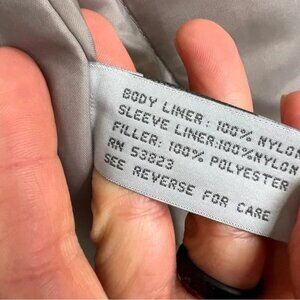 BODY LINER: 100% NYLON
SLEEVE LINER:100%NYLON
FILLER: 100% POLYESTER
RN 53823
SEE REVERSE FOR CARE